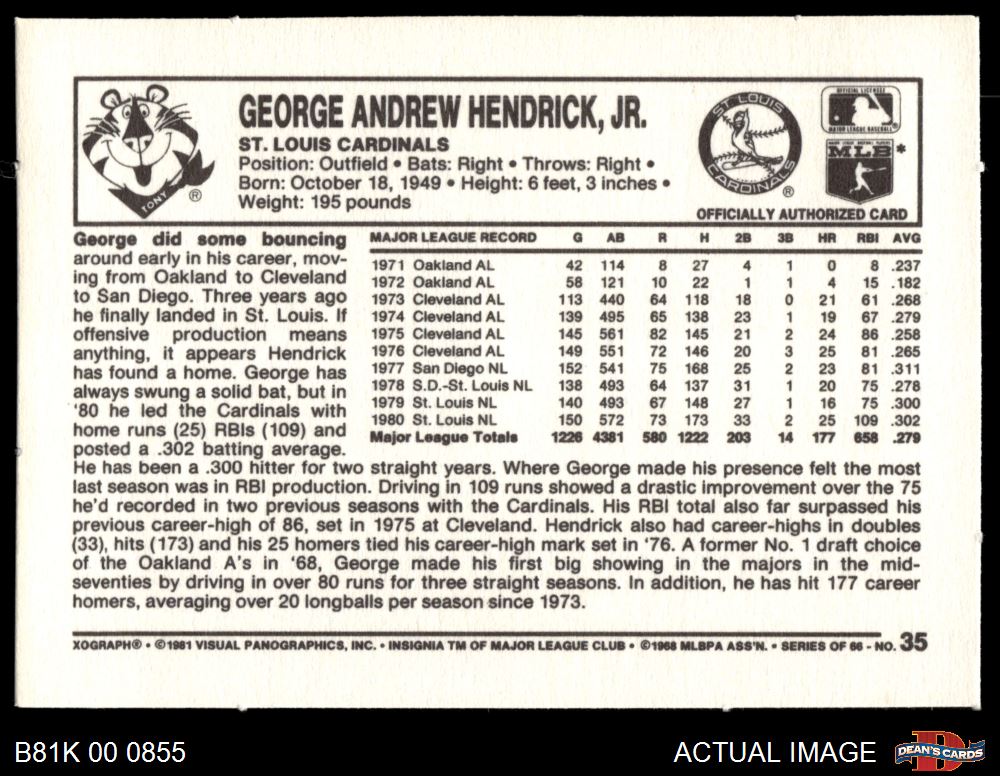 TONY ®
GEORGE ANDREW HENDRICK, JR.
ST. LOUIS CARDINALS
Position: Outfield • Bats: Right • Throws: Right •
Born: October 18, 1949 • Height: 6 feet, 3 inches •
Weight: 195 pounds
ST LOUIS
CARDINALS ®
OFFICIAL LICENSEE
MAJOR LEAGUE BASEBALL ®
MAJOR LEAGUE BASEBALL PLAYERS
MLB *
OFFICIALLY AUTHORIZED CARD
George did some bouncing
around early in his career, mov-
ing from Oakland to Cleveland
to San Diego. Three years ago
he finally landed in St. Louis. If
offensive production means
anything, it appears Hendrick
has found a home. George has
always swung a solid bat, but in
'80 he led the Cardinals with
home runs (25) RBIs (109) and
posted a .302 batting average.
MAJOR LEAGUE RECORD G AB R H 2B 3B HR RBI AVG
1971 Oakland AL 42 114 8 27 4 1 0 8 .237
1972 Oakland AL 58 121 10 22 1 1 4 15 .182
1973 Cleveland AL 113 440 64 118 18 0 21 61 .268
1974 Cleveland AL 139 495 65 138 23 1 19 67 .279
1975 Cleveland AL 145 561 82 145 21 2 24 86 .258
1976 Cleveland AL 149 551 72 146 20 3 25 81 .265
1977 San Diego NL 152 541 75 168 25 2 23 81 .311
1978 S.D.-St. Louis NL 138 493 64 137 31 1 20 75 .278
1979 St. Louis NL 140 493 67 148 27 1 16 75 .300
1980 St. Louis NL 150 572 73 173 33 2 25 109 .302
Major League Totals 1226 4381 580 1222 203 14 177 658 .279
He has been a .300 hitter for two straight years. Where George made his presence felt the most
last season was in RBI production. Driving in 109 runs showed a drastic improvement over the 75
he'd recorded in two previous seasons with the Cardinals. His RBI total also far surpassed his
previous career-high of 86, set in 1975 at Cleveland. Hendrick also had career-highs in doubles
(33), hits (173) and his 25 homers tied his career-high mark set in '76. A former No. 1 draft choice
of the Oakland A's in '68, George made his first big showing in the majors in the mid-
seventies by driving in over 80 runs for three straight seasons. In addition, he has hit 177 career
homers, averaging over 20 longballs per season since 1973.
XOGRAPH® • ©1981 VISUAL PANOGRAPHICS, INC. • INSIGNIA TM OF MAJOR LEAGUE CLUB • ©1968 MLBPA ASS'N. • SERIES OF 66 - NO. 35
B81K 00 0855
ACTUAL IMAGE
DEAN'S CARDS